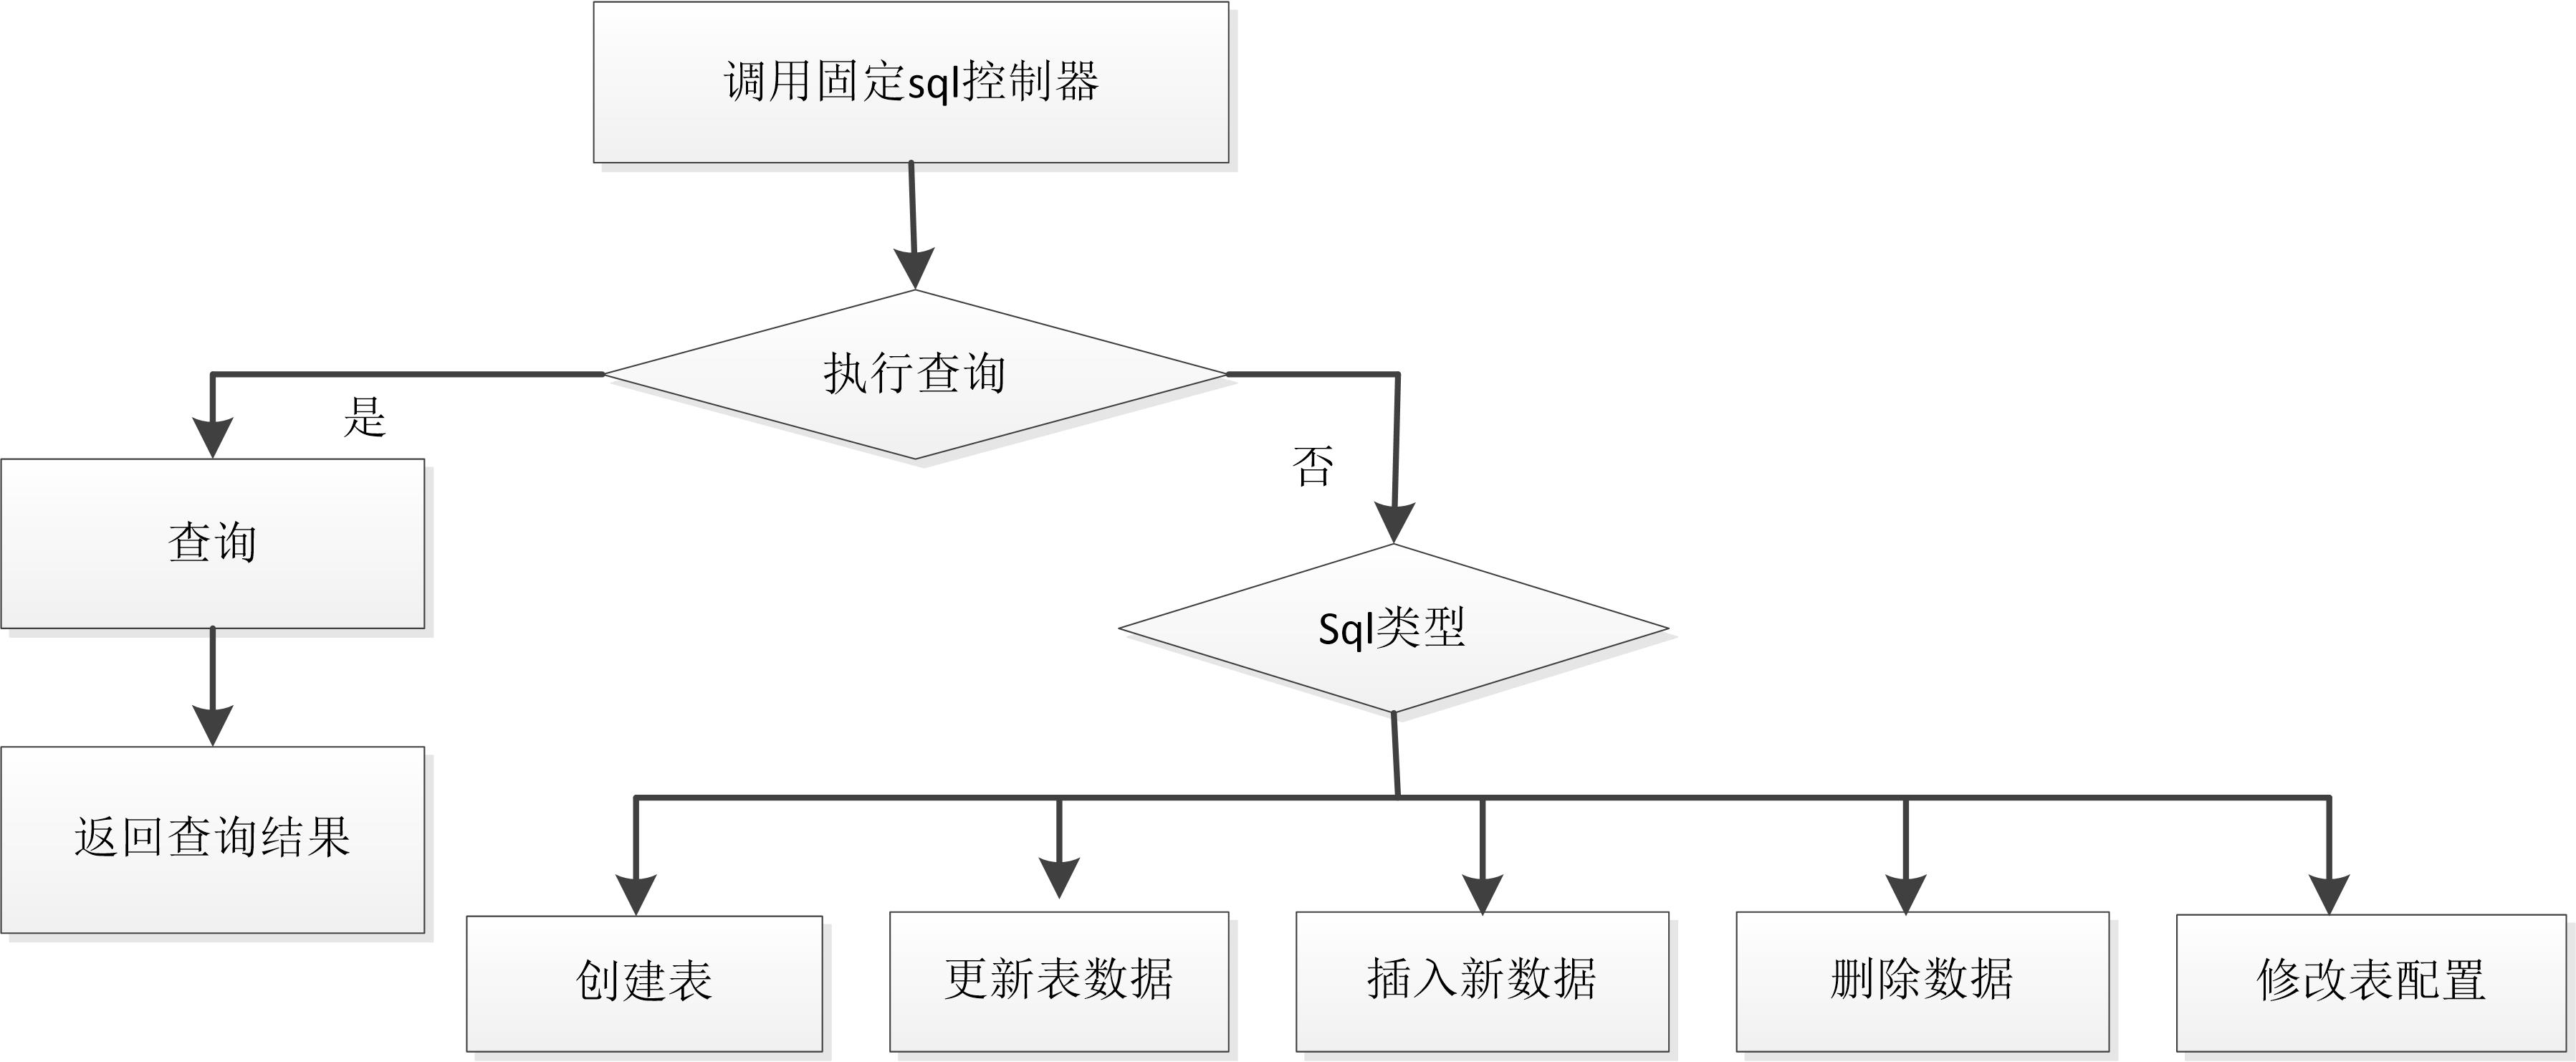 调用固定sql控制器
执行查询
是
否
查询
Sql类型
返回查询结果
创建表
更新表数据
插入新数据
删除数据
修改表配置